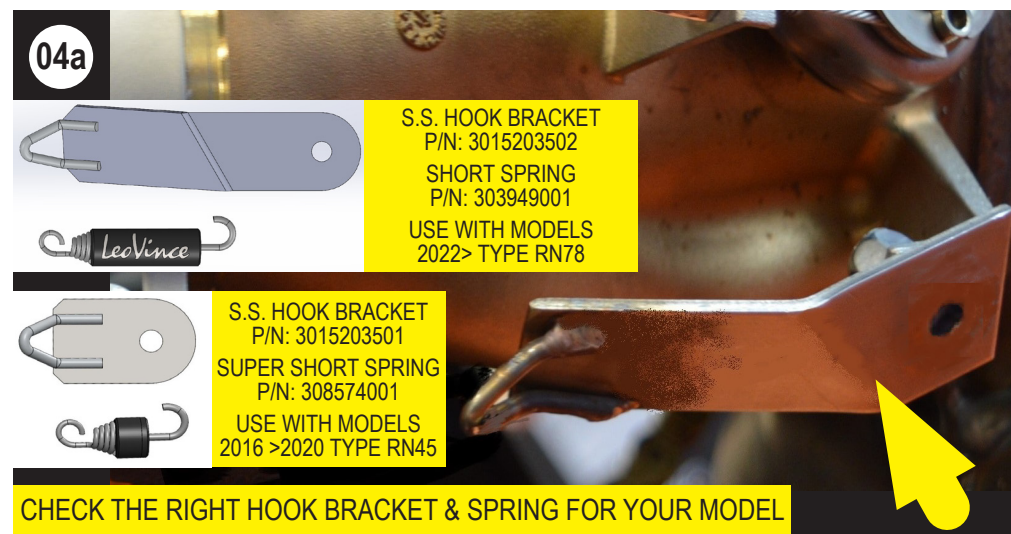 04a
S.S. HOOK BRACKET
P/N: 3015203502
SHORT SPRING
P/N: 303949001
USE WITH MODELS
2022> TYPE RN78
LeoVince
S.S. HOOK BRACKET
P/N: 3015203501
SUPER SHORT SPRING
P/N: 308574001
USE WITH MODELS
2016 >2020 TYPE RN45
CHECK THE RIGHT HOOK BRACKET & SPRING FOR YOUR MODEL